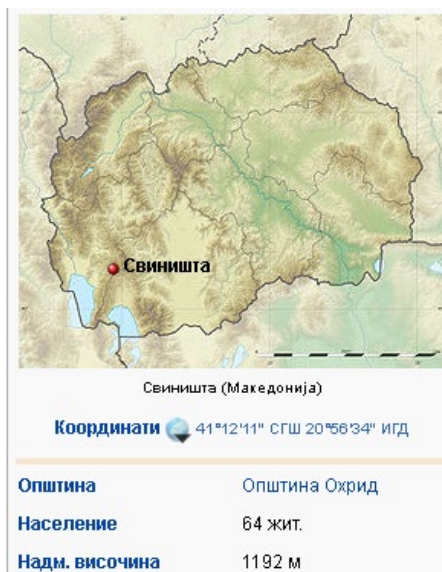 Свиништа
Свиништа (Македонија)
Координати 41°12′11″ СГШ 20°56′34″ ИГД
Општина Општина Охрид
Население 64 жит.
Надм. височина 1192 м